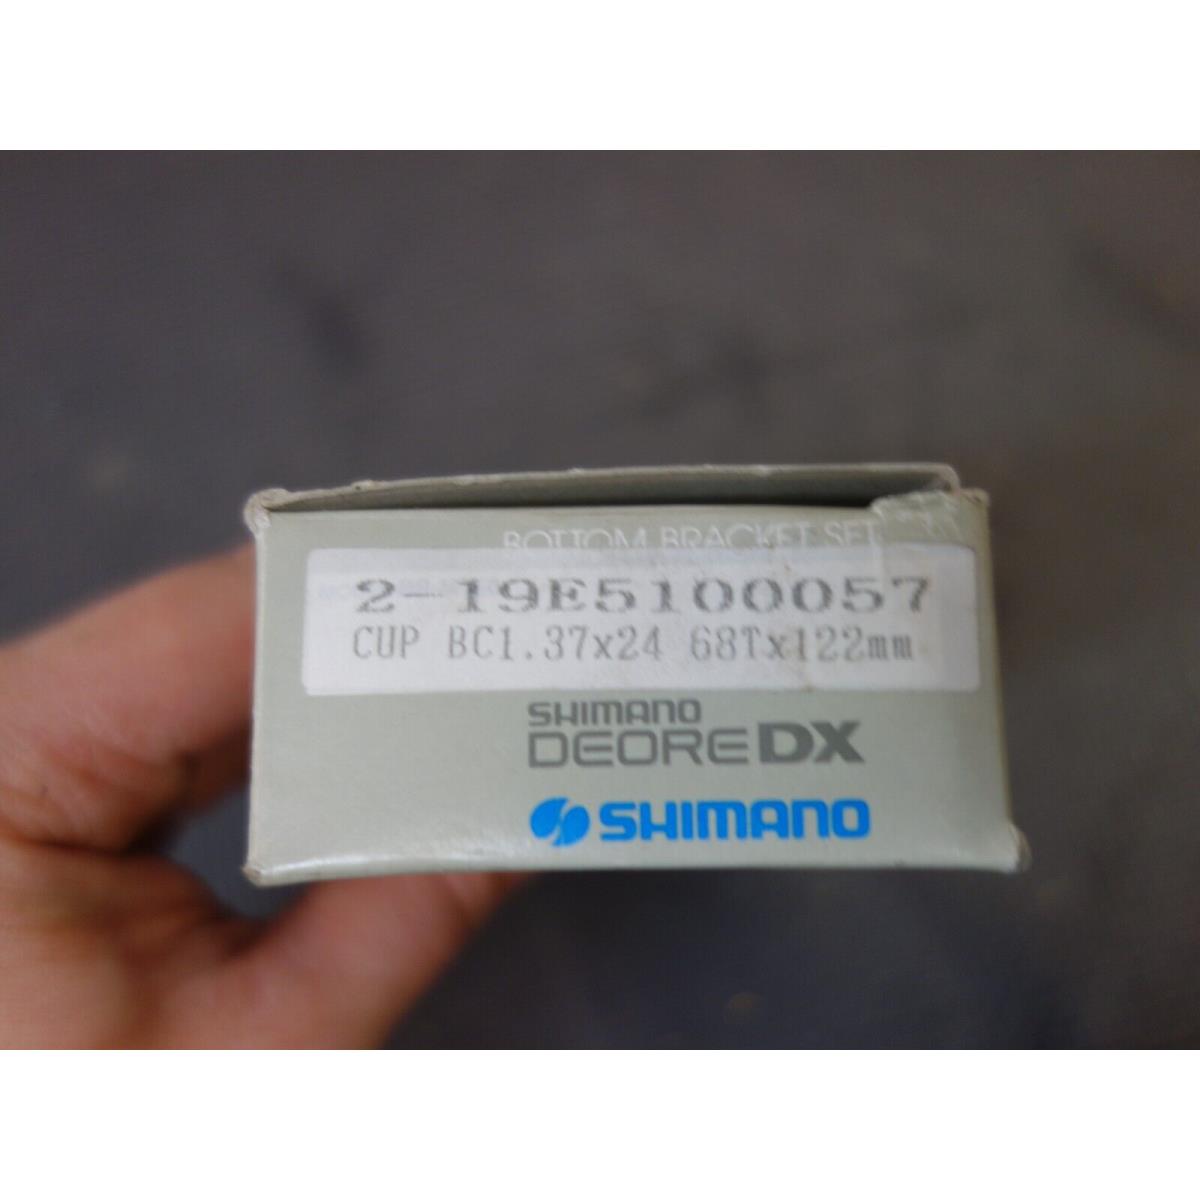 BOTTOM BRACKET SET
2-19E5100057
CUP BC1.37x24 68Tx122mm
SHIMANO
DEORE DX
SHIMANO